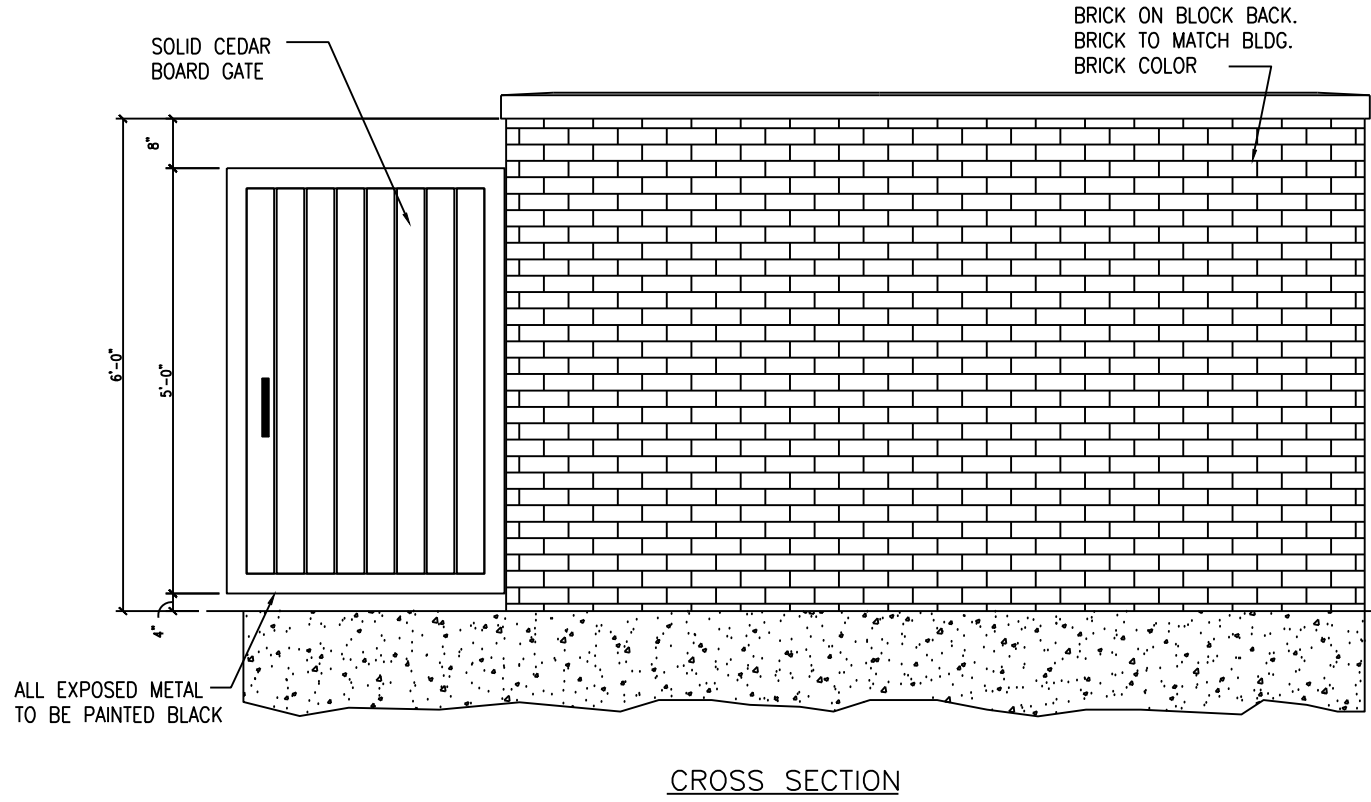 BRICK ON BLOCK BACK.
BRICK TO MATCH BLDG.
BRICK COLOR
SOLID CEDAR
BOARD GATE
8"
6'-0"
5'-0"
4"
ALL EXPOSED METAL
TO BE PAINTED BLACK
CROSS SECTION